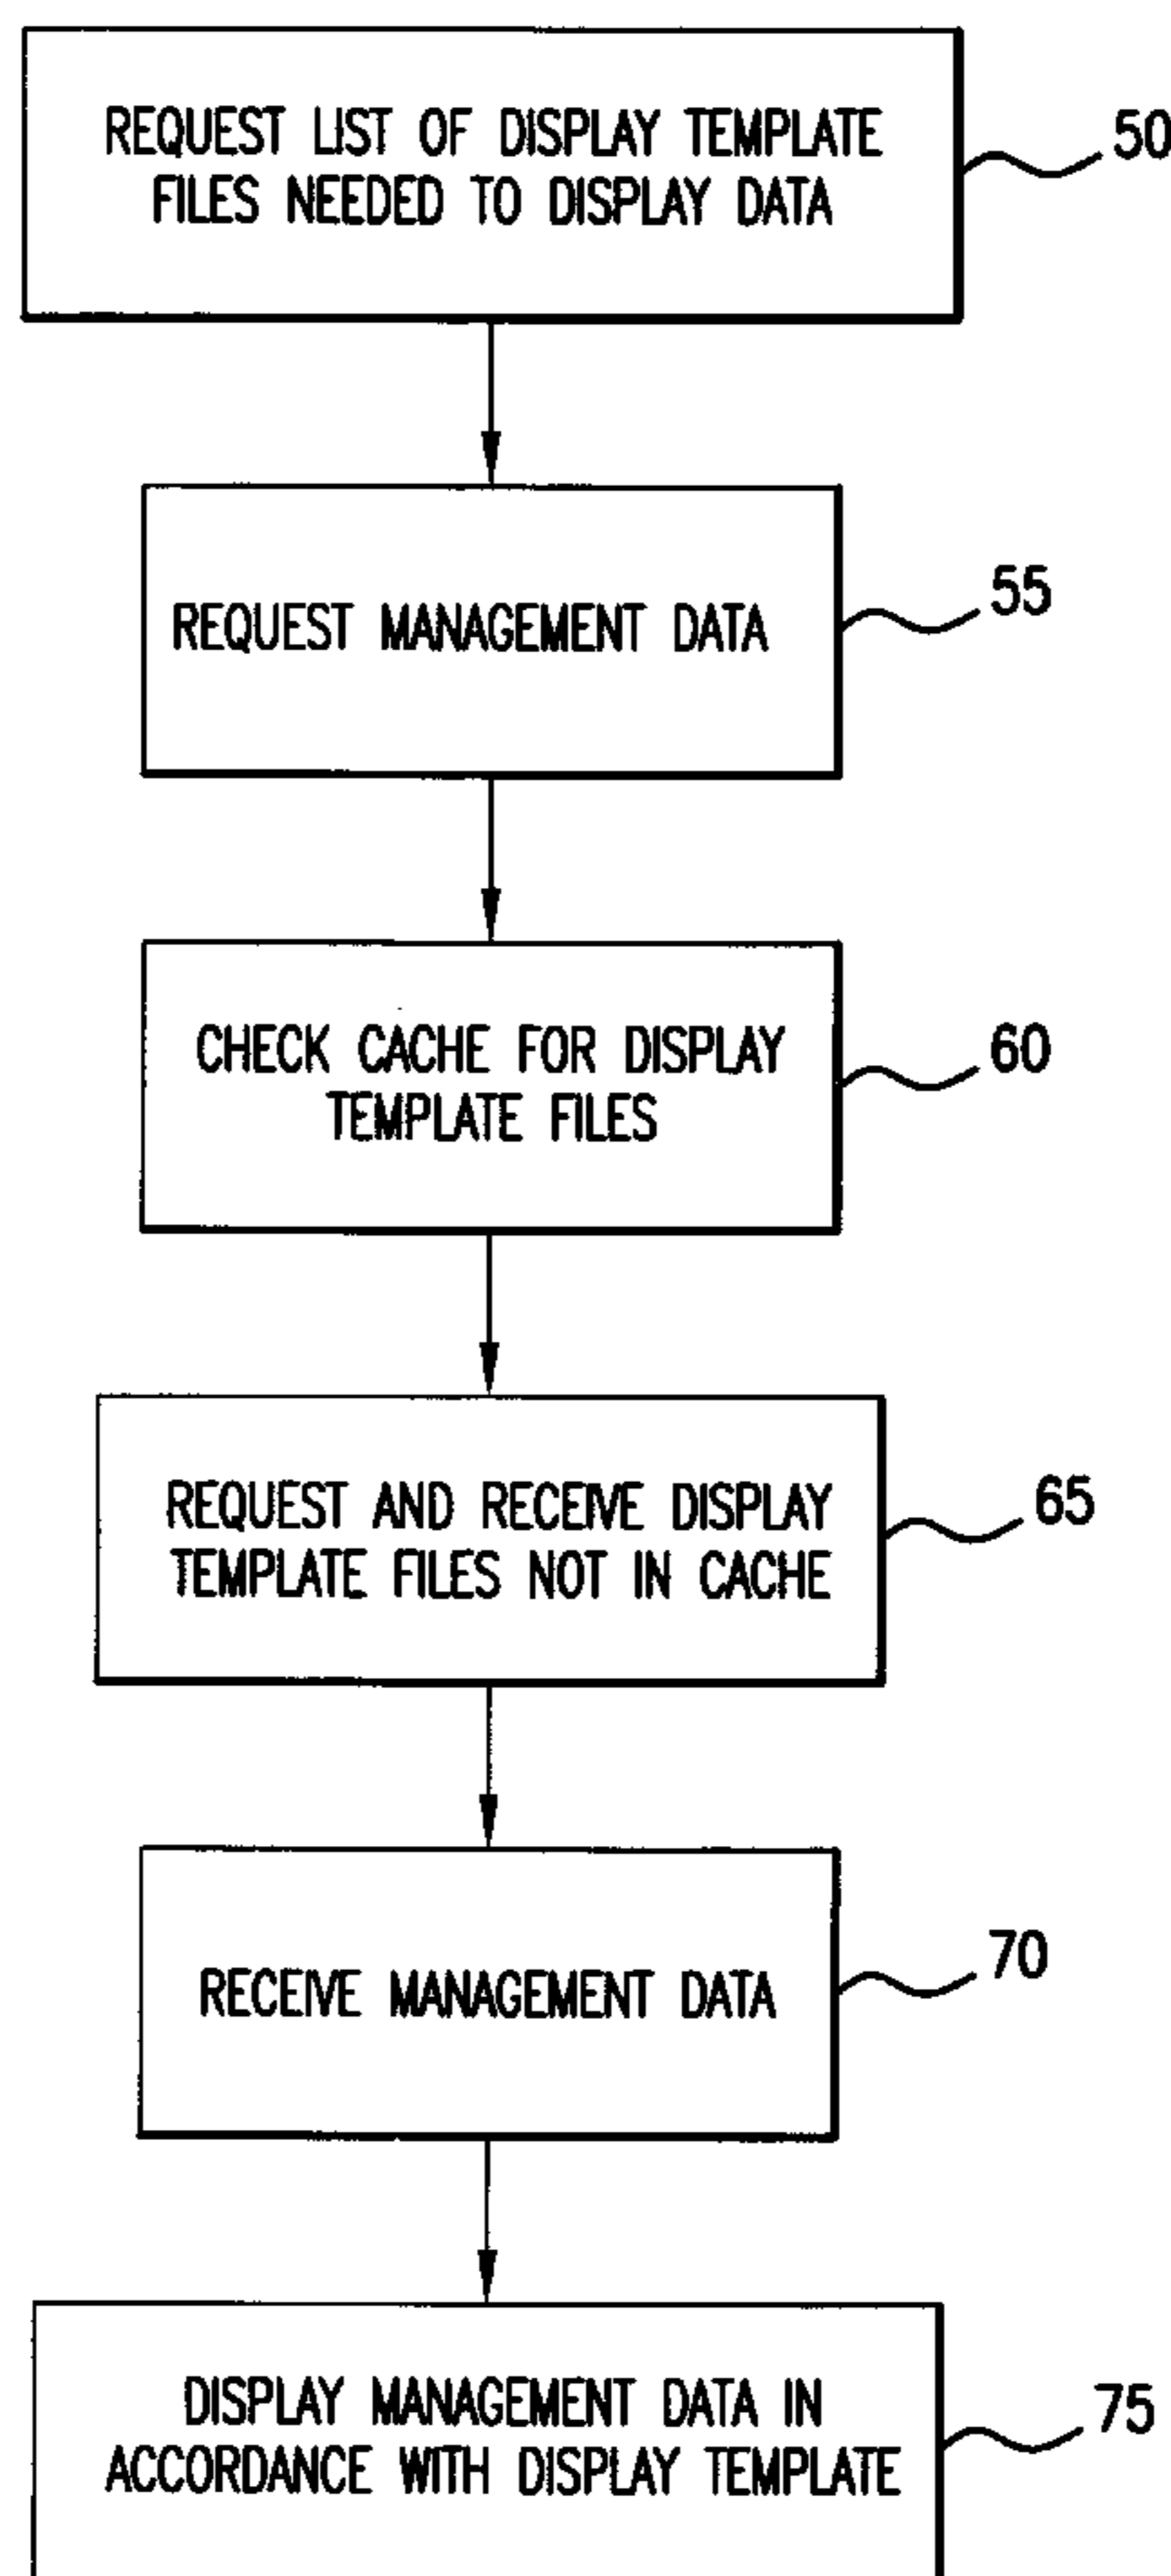 REQUEST LIST OF DISPLAY TEMPLATE
FILES NEEDED TO DISPLAY DATA
50
REQUEST MANAGEMENT DATA
55
CHECK CACHE FOR DISPLAY
TEMPLATE FILES
60
REQUEST AND RECEIVE DISPLAY
TEMPLATE FILES NOT IN CACHE
65
RECEIVE MANAGEMENT DATA
70
DISPLAY MANAGEMENT DATA IN
ACCORDANCE WITH DISPLAY TEMPLATE
75